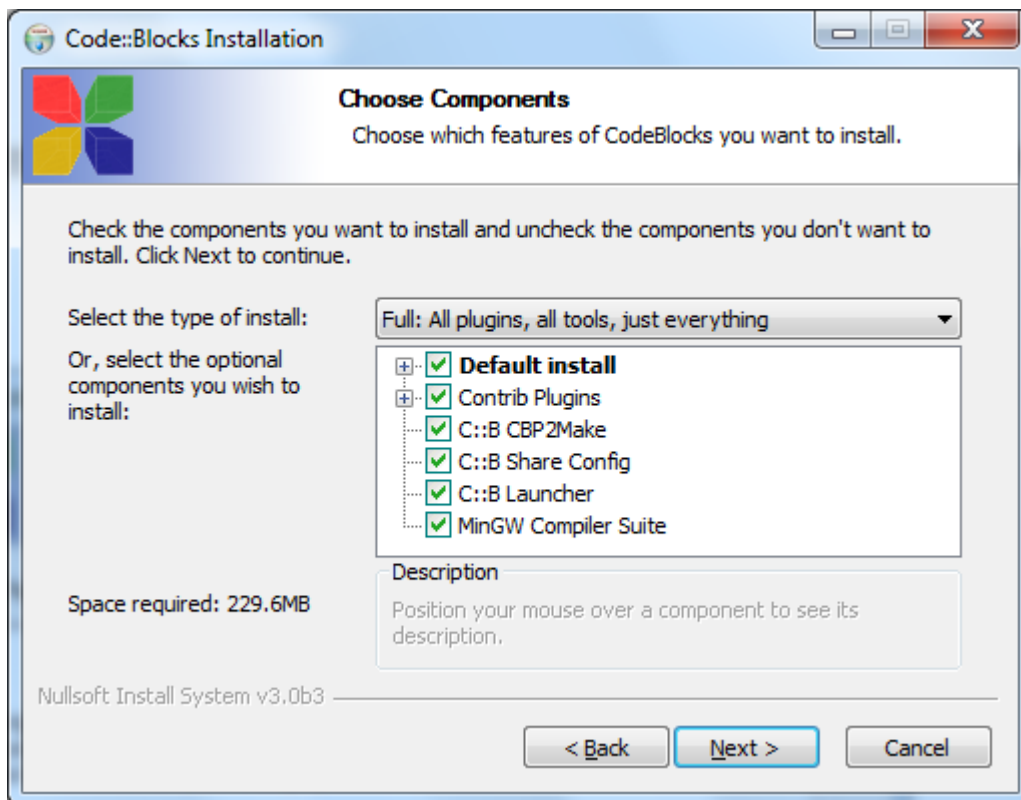 Code::Blocks Installation
Choose Components
Choose which features of CodeBlocks you want to install.
Check the components you want to install and uncheck the components you don't want to
install. Click Next to continue.
Select the type of install:
Full: All plugins, all tools, just everything
Or, select the optional
components you wish to
install:
Default install
Contrib Plugins
C::B CBP2Make
C::B Share Config
C::B Launcher
MinGW Compiler Suite
Space required: 229.6MB
Description
Position your mouse over a component to see its
description.
Nullsoft Install System v3.0b3
< Back
Next >
Cancel